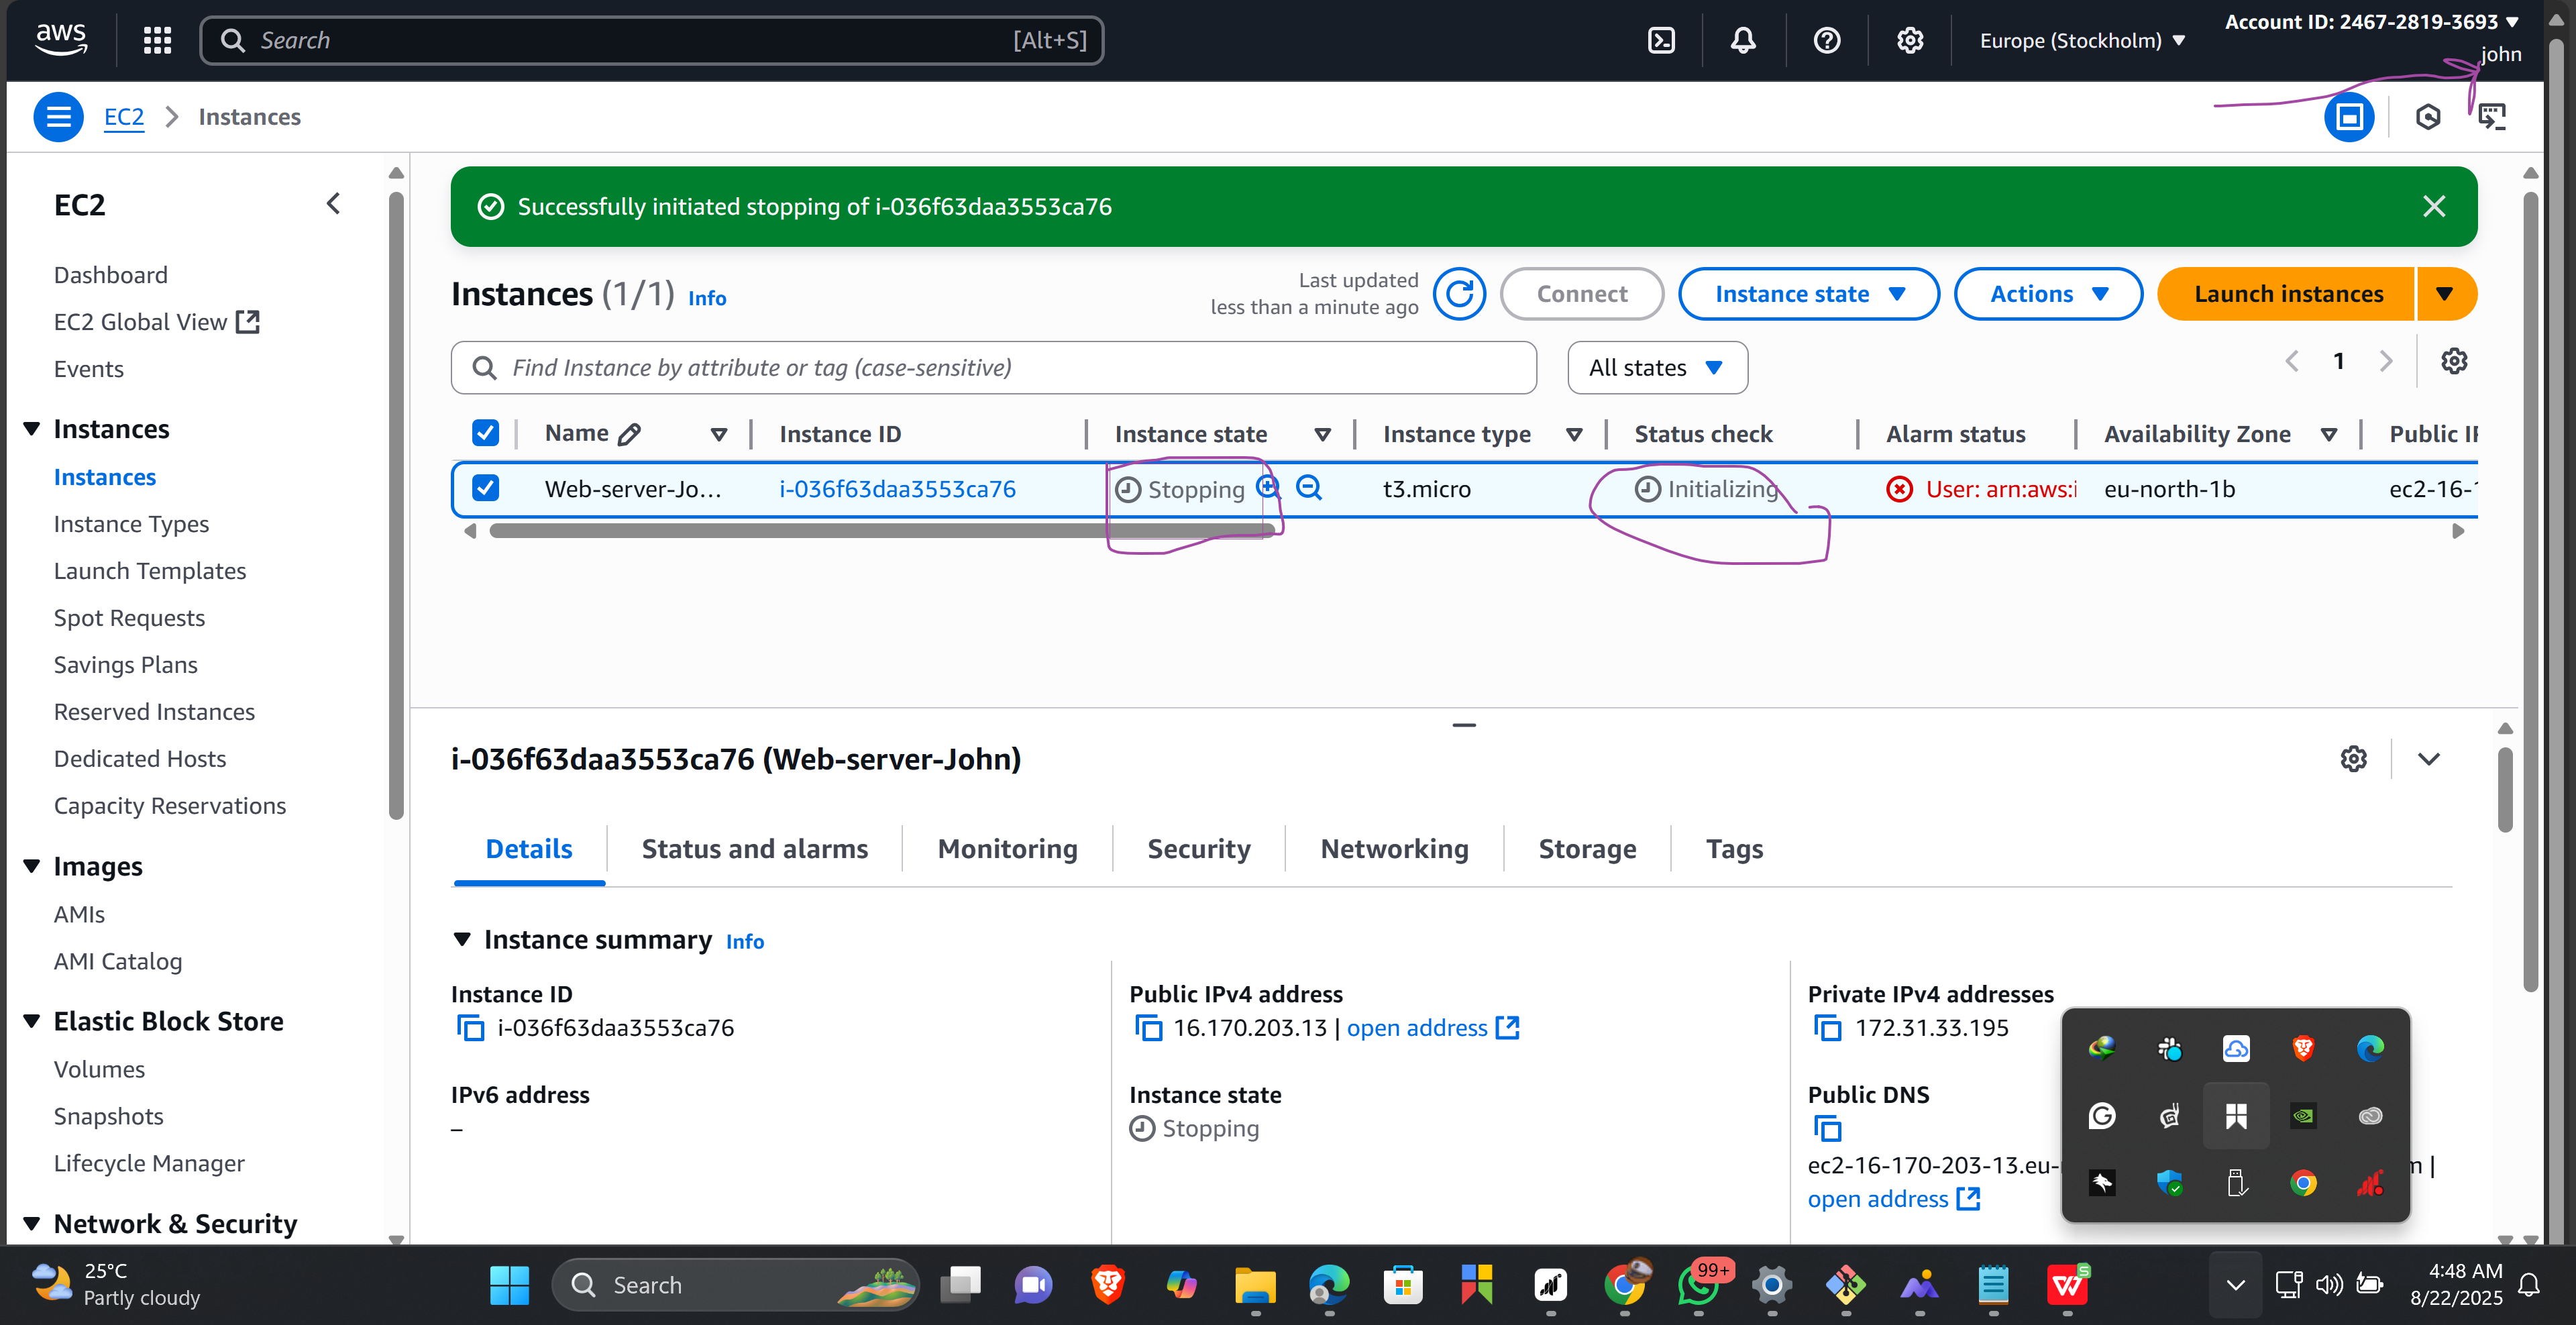 aws
Search
[Alt+S]
Europe (Stockholm)
Account ID: 2467-2819-3693
john
EC2
Instances
EC2
Dashboard
EC2 Global View
Events
Instances
Instances
Instance Types
Launch Templates
Spot Requests
Savings Plans
Reserved Instances
Dedicated Hosts
Capacity Reservations
Images
AMIs
AMI Catalog
Elastic Block Store
Volumes
Snapshots
Lifecycle Manager
Network & Security
Successfully initiated stopping of i-036f63daa3553ca76
Instances (1/1) Info
Last updated
less than a minute ago
Connect
Instance state
Actions
Launch instances
Find Instance by attribute or tag (case-sensitive)
All states
1
Name Instance ID Instance state Instance type Status check Alarm status Availability Zone Public IP
Web-server-Jo... i-036f63daa3553ca76 Stopping t3.micro Initializing User: arn:aws:i eu-north-1b ec2-16-1
i-036f63daa3553ca76 (Web-server-John)
Details Status and alarms Monitoring Security Networking Storage Tags
Instance summary Info
Instance ID
i-036f63daa3553ca76
Public IPv4 address
16.170.203.13 | open address
Private IPv4 addresses
172.31.33.195
IPv6 address
–
Instance state
Stopping
Public DNS
ec2-16-170-203-13.eu-
m |
open address
25°C
Partly cloudy
Search
99+
4:48 AM
8/22/2025